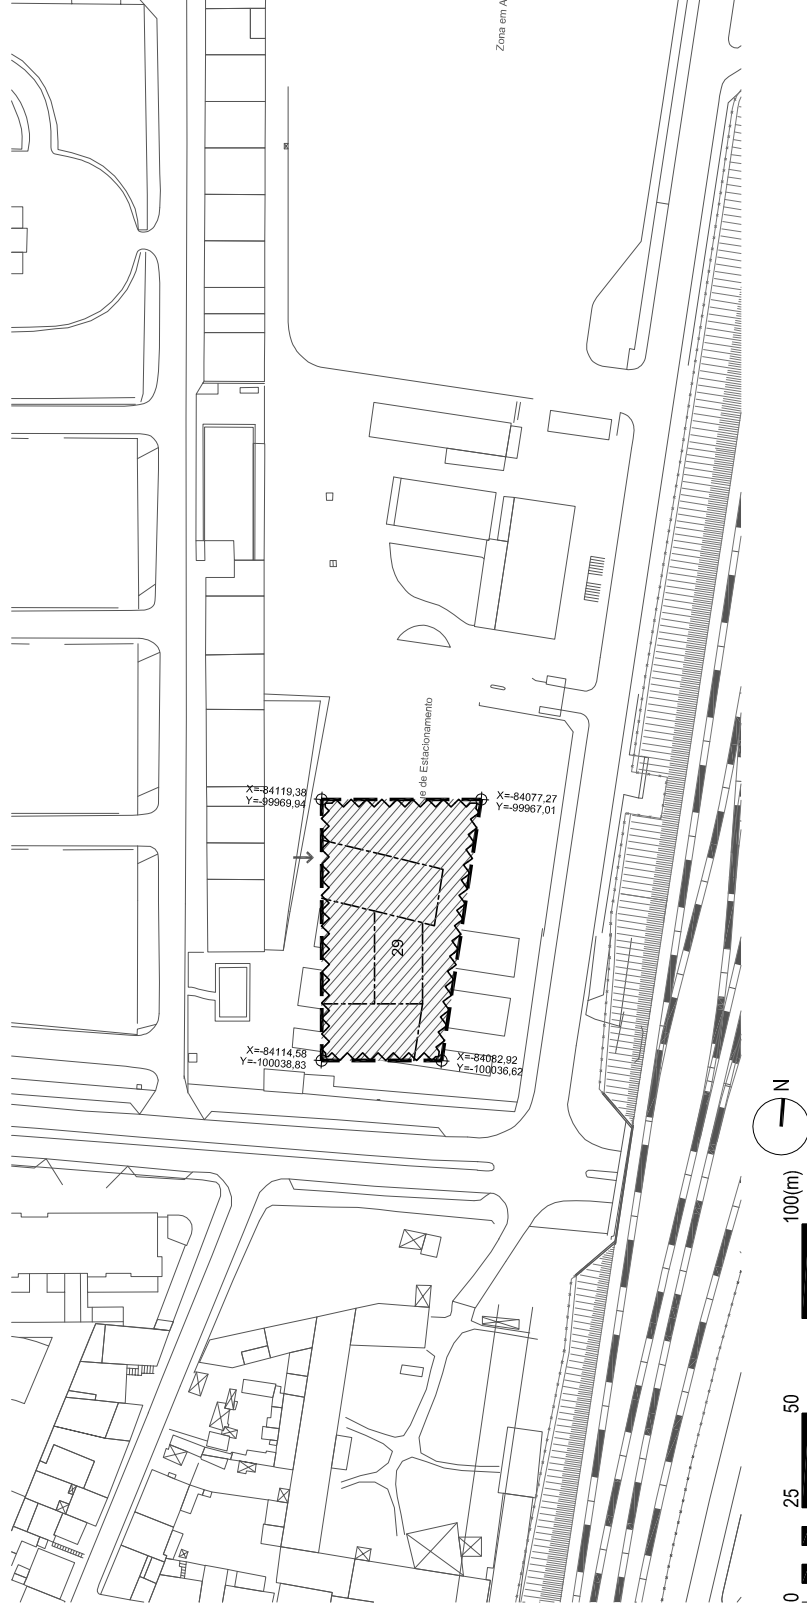 Zona em A
e de Estacionamento
X=-84119,38
Y=-99969,94
X=-84077,27
Y=-99967,01
29
X=-84114,58
Y=-100038,83
X=-84082,92
Y=-100036,62
N
100(m)
50
25
0